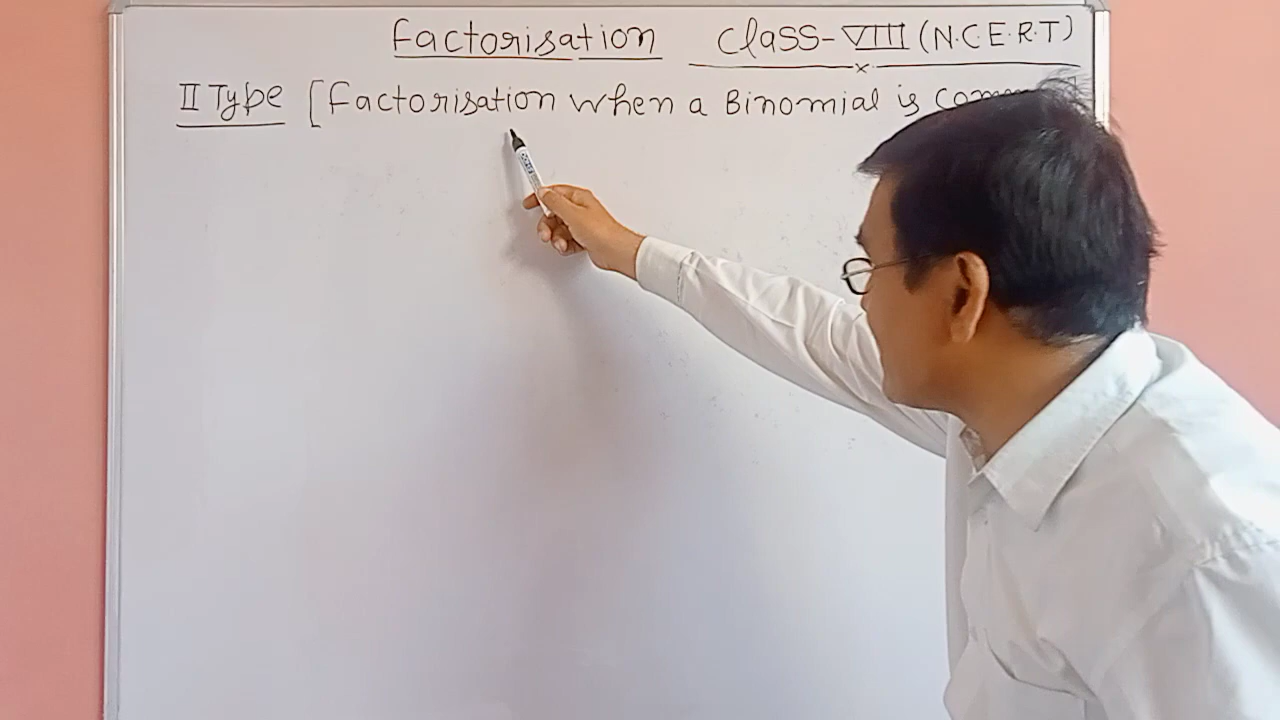 Factorisation Class-VIII (N.C.E.R.T)
II Type [Factorisation when a Binomial is